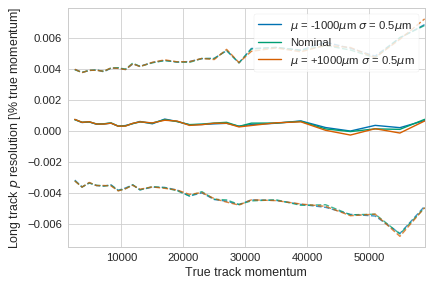 μ = -1000μm σ = 0.5μm
Nominal
μ = +1000μm σ = 0.5μm
Long track p resolution [\% true momentum]
0.006
0.004
0.002
0.000
−0.002
−0.004
−0.006
10000 20000 30000 40000 50000
True track momentum